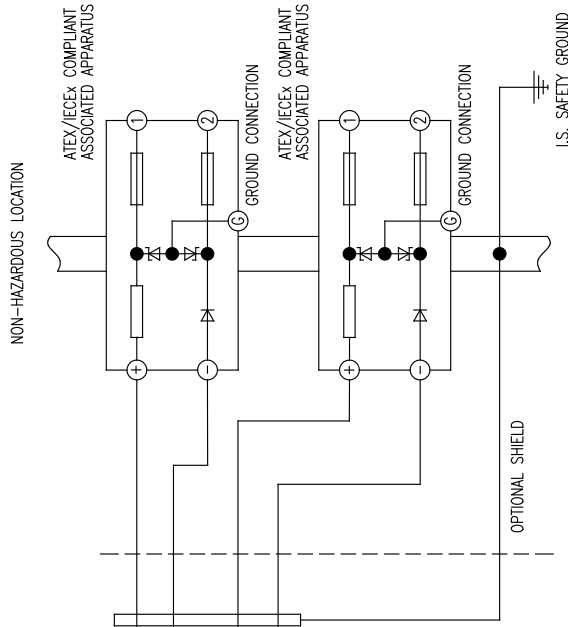 NON-HAZARDOUS LOCATION
ATEX/IECEx COMPLIANT
ASSOCIATED APPARATUS
1
2
+
-
G
GROUND CONNECTION
ATEX/IECEx COMPLIANT
ASSOCIATED APPARATUS
1
2
+
-
G
GROUND CONNECTION
OPTIONAL SHIELD
I.S. SAFETY GROUND